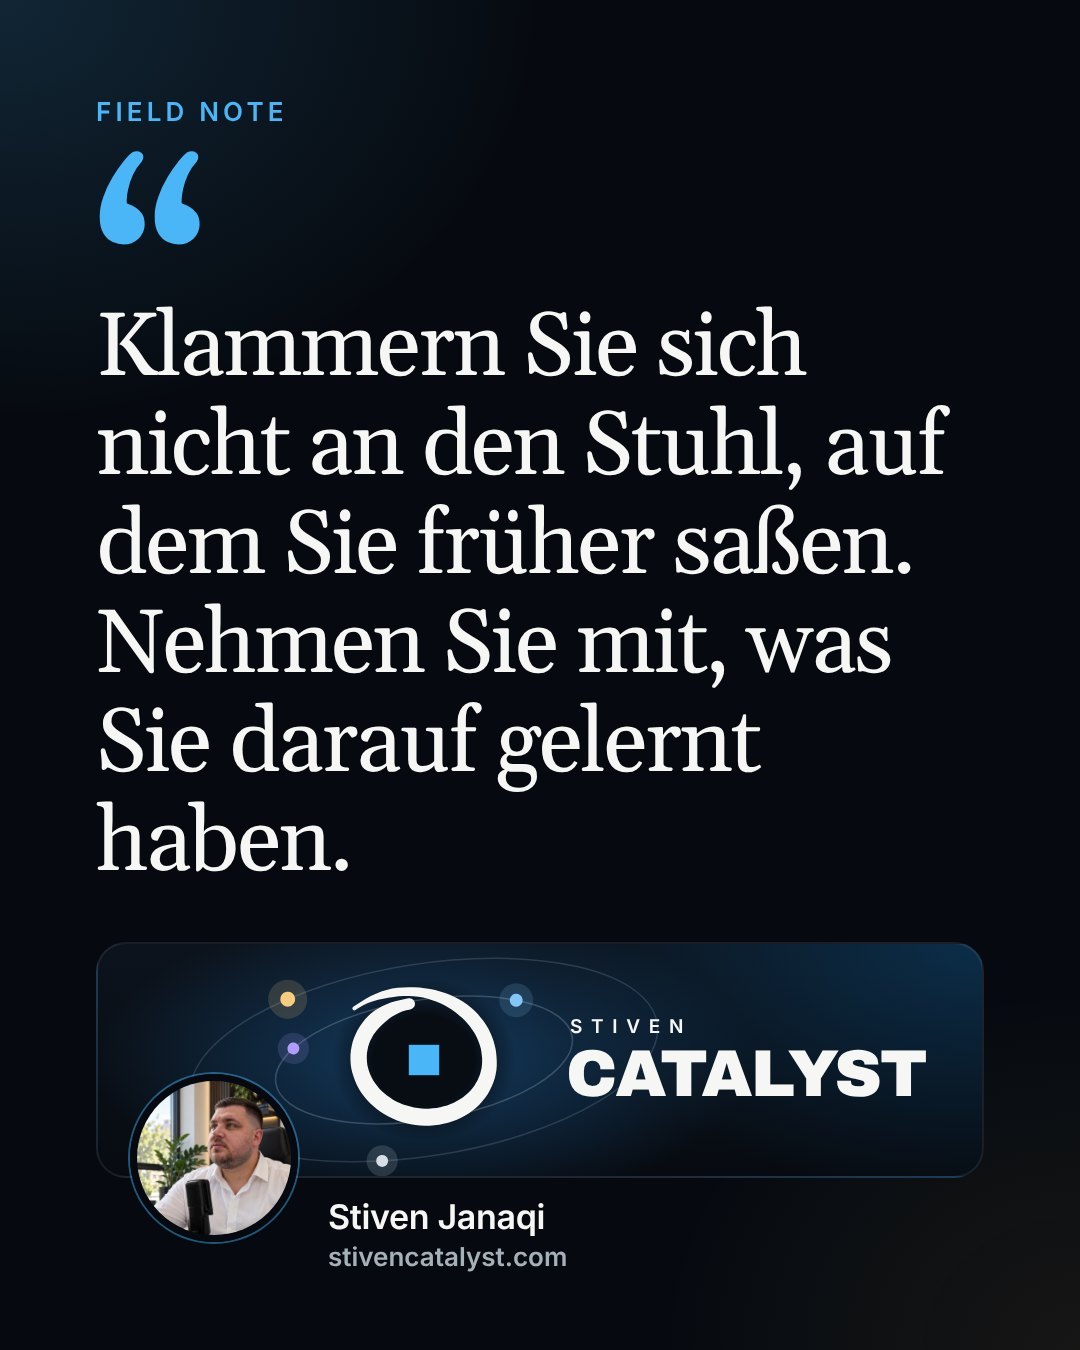 FIELD NOTE
“
Klammern Sie sich
nicht an den Stuhl, auf
dem Sie früher saßen.
Nehmen Sie mit, was
Sie darauf gelernt
haben.
STIVEN
CATALYST
Stiven Janaqi
stivencatalyst.com